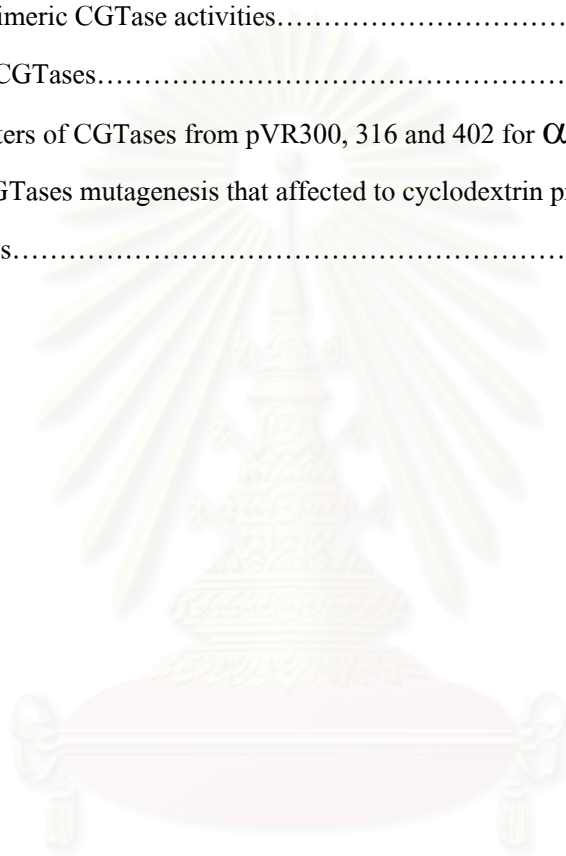 imeric CGTase activities……………………………………
CGTases……………………………………………………
ters of CGTases from pVR300, 316 and 402 for α
GTases mutagenesis that affected to cyclodextrin p
s………………………………………………………………